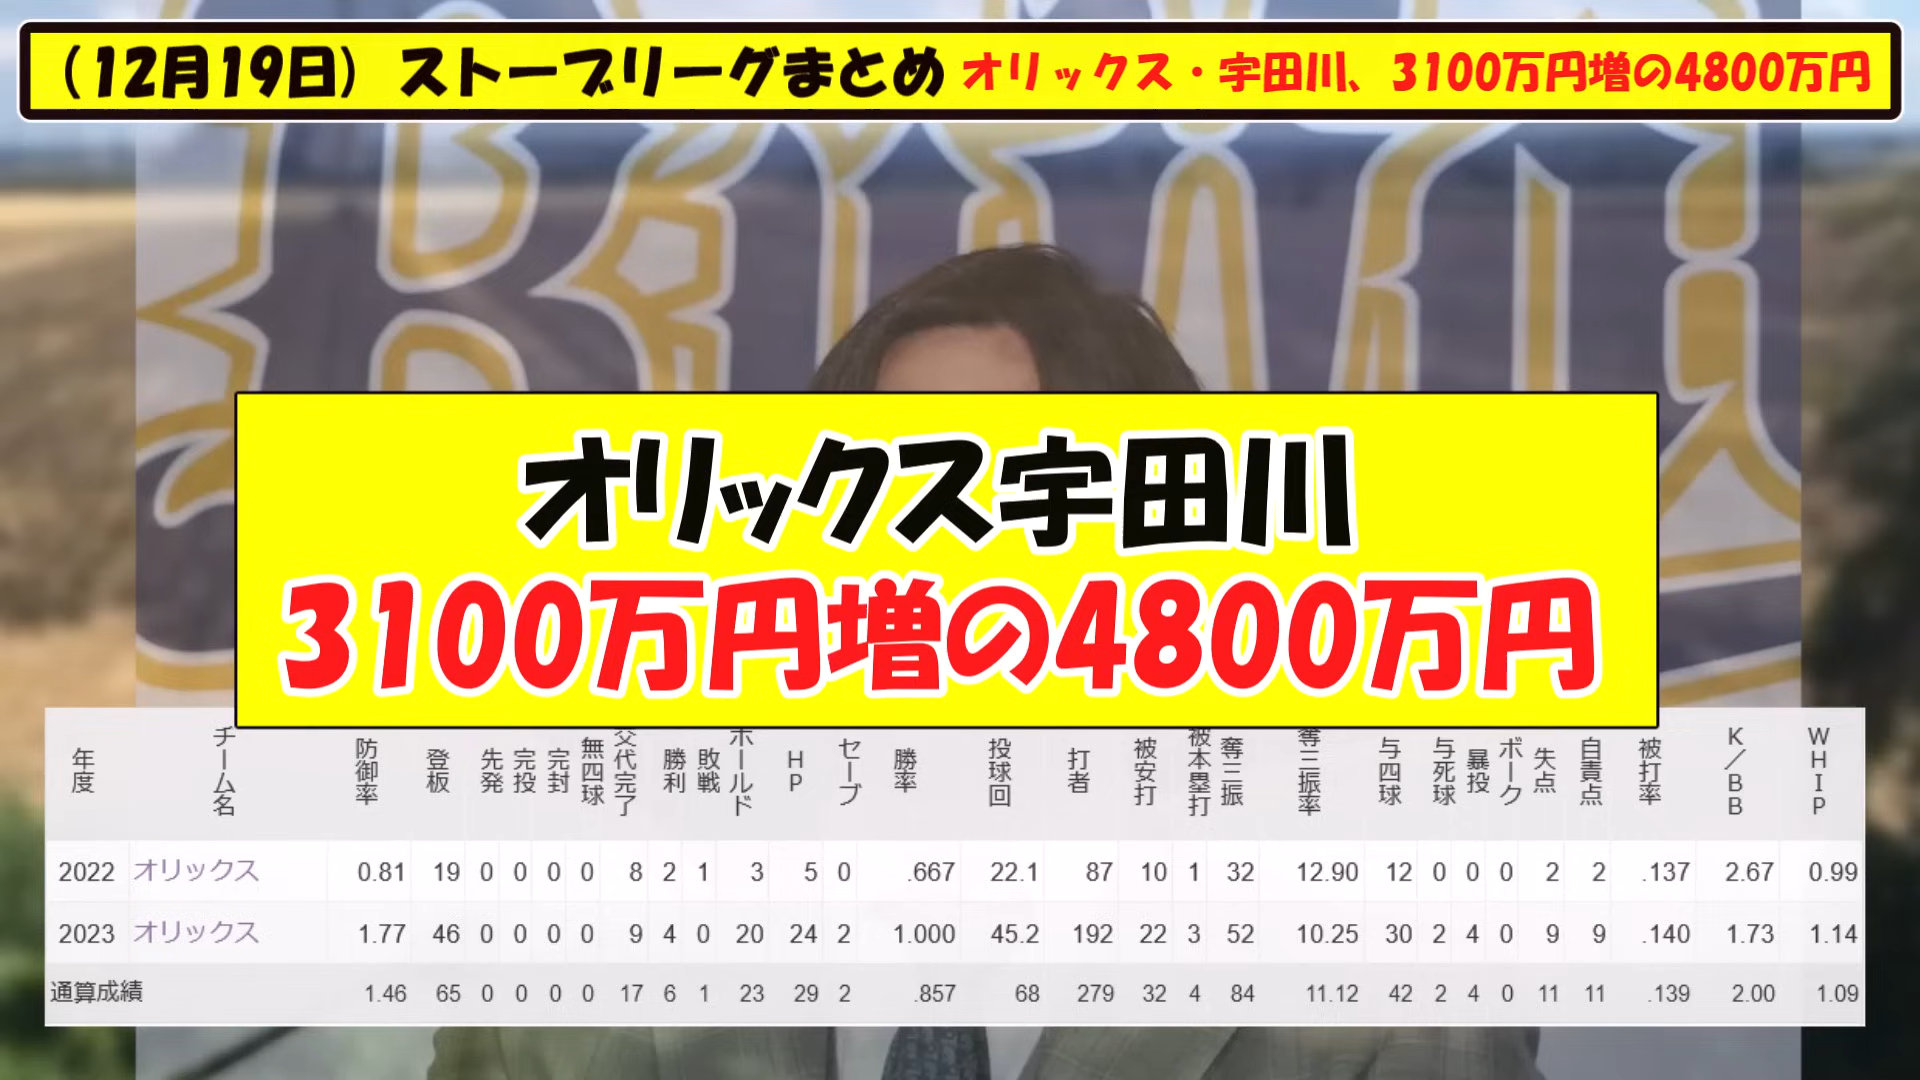 (12月19日) ストーブリーグまとめ オリックス・宇田川、3100万円増の4800万円
オリックス宇田川
3100万円増の4800万円
年度 チーム名 防御率 登板 先発 完投 完封 無四球 交代完了 勝利 敗戦 ホールド HP セーブ 勝率 投球回 打者 被安打 被本塁打 奪三振 奪三振率 与四球 与死球 暴投 ボーク 失点 自責点 被打率 K／BB WHIP
2022 オリックス 0.81 19 0 0 0 0 8 2 1 3 5 0 .667 22.1 87 10 1 32 12.90 12 0 0 0 2 2 .137 2.67 0.99
2023 オリックス 1.77 46 0 0 0 0 9 4 0 20 24 2 1.000 45.2 192 22 3 52 10.25 30 2 4 0 9 9 .140 1.73 1.14
通算成績 1.46 65 0 0 0 0 17 6 1 23 29 2 .857 68 279 32 4 84 11.12 42 2 4 0 11 11 .139 2.00 1.09